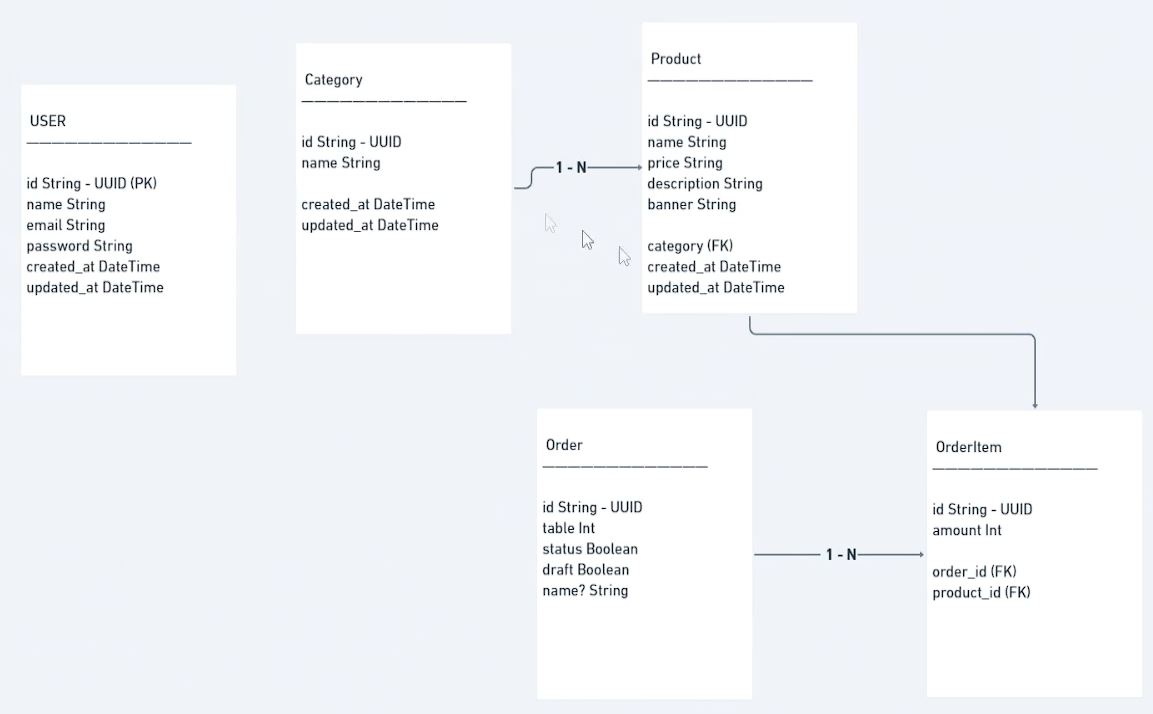 USER
id String - UUID (PK)
name String
email String
password String
created_at DateTime
updated_at DateTime
Category
id String - UUID
name String
created_at DateTime
updated_at DateTime
1 - N
Product
id String - UUID
name String
price String
description String
banner String
category (FK)
created_at DateTime
updated_at DateTime
Order
id String - UUID
table Int
status Boolean
draft Boolean
name? String
1 - N
OrderItem
id String - UUID
amount Int
order_id (FK)
product_id (FK)